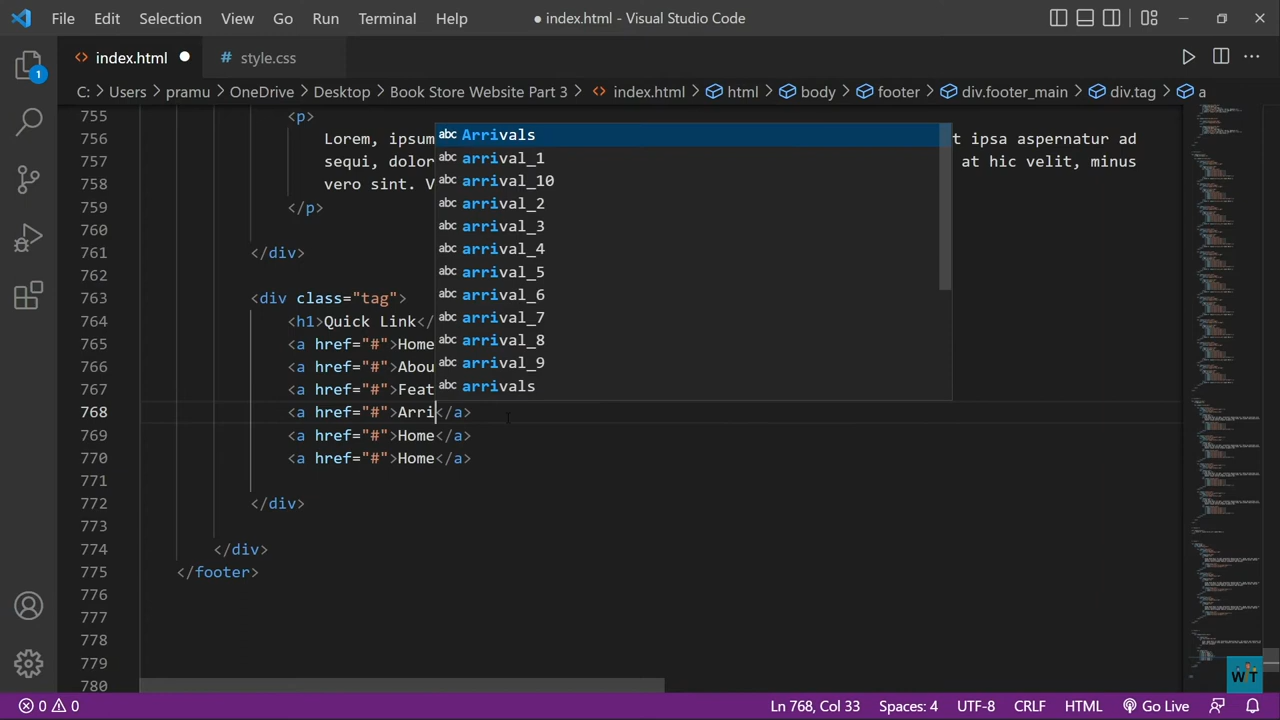 File Edit Selection View Go Run Terminal Help ● index.html - Visual Studio Code
index.html ● # style.css
1
C: > Users > pramu > OneDrive > Desktop > Book Store Website Part 3 > index.html > html > body > footer > div.footer_main > div.tag > a
755 <p>
756 Lorem, ipsum t ipsa aspernatur ad
757 sequi, dolor at hic velit, minus
758 vero sint. V
759 </p>
760
761 </div>
762
763 <div class="tag">
764 <h1>Quick Link</
765 <a href="#">Home
766 <a href="#">Abou
767 <a href="#">Feat
768 <a href="#">Arri</a>
769 <a href="#">Home</a>
770 <a href="#">Home</a>
771
772 </div>
773
774 </div>
775 </footer>
776
777
778
779
780
abc Arrivals
abc arrival_1
abc arrival_10
abc arrival_2
abc arrival_3
abc arrival_4
abc arrival_5
abc arrival_6
abc arrival_7
abc arrival_8
abc arrival_9
abc arrivals
WT
0 0 Ln 768, Col 33 Spaces: 4 UTF-8 CRLF HTML Go Live